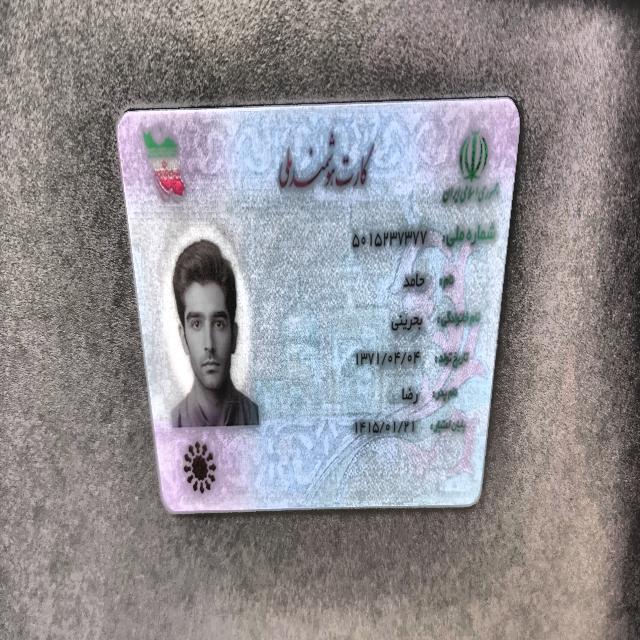 کارت هوشمند ملی
جمهوری اسلامی ایران
شماره ملی ۵۰۱۵۲۳۷۳۷۷
نام: حامد
نام خانوادگی: بحرینی
تاریخ تولد: ۱۳۷۱/۰۴/۰۴
نام پدر: رضا
پایان اعتبار: ۱۴۱۵/۰۱/۲۱